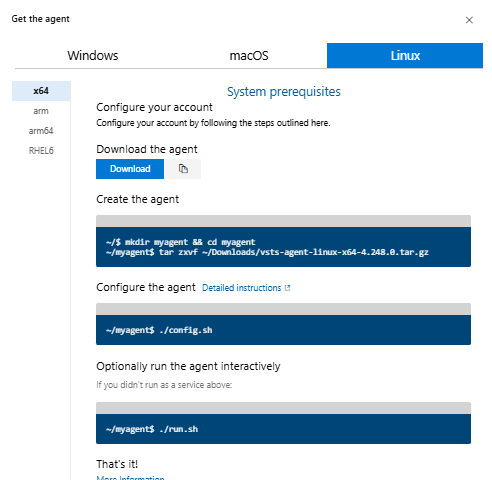 Get the agent
Windows
macOS
Linux
x64
arm
arm64
RHEL6
System prerequisites
Configure your account
Configure your account by following the steps outlined here.
Download the agent
Download
Create the agent
~/$ mkdir myagent && cd myagent
~/myagent$ tar zxvf ~/Downloads/vsts-agent-linux-x64-4.248.0.tar.gz
Configure the agent Detailed instructions
~/myagent$ ./config.sh
Optionally run the agent interactively
If you didn't run as a service above:
~/myagent$ ./run.sh
That's it!
More Information